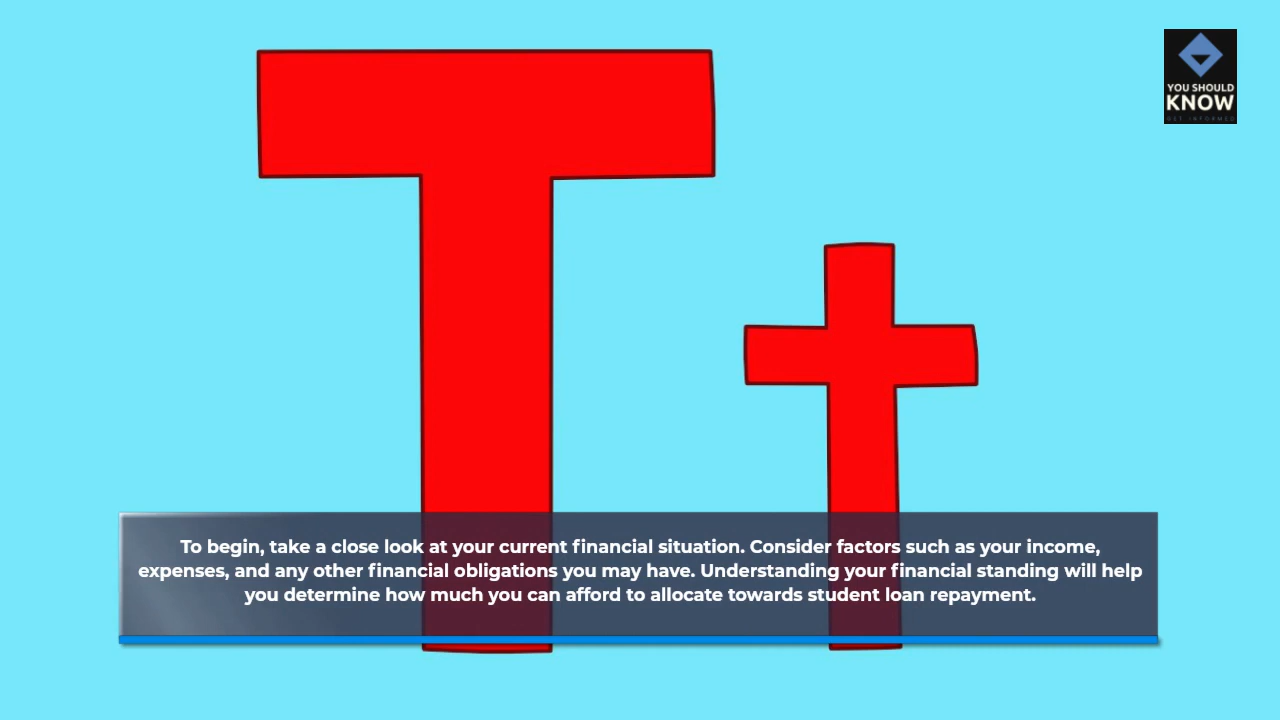 T t
YOU SHOULD
KNOW
GET INFORMED
To begin, take a close look at your current financial situation. Consider factors such as your income,
expenses, and any other financial obligations you may have. Understanding your financial standing will help
you determine how much you can afford to allocate towards student loan repayment.